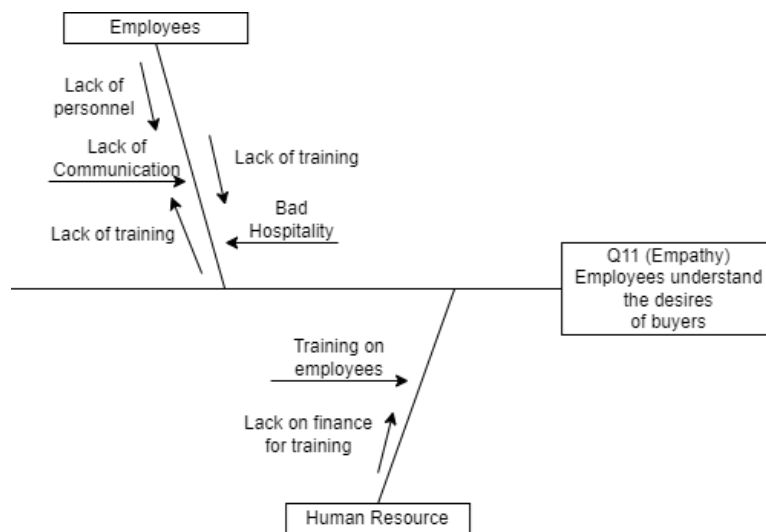 Employees
Lack of
personnel
Lack of
Communication
Lack of training
Lack of training
Bad
Hospitality
Q11 (Empathy)
Employees understand
the desires
of buyers
Training on
employees
Lack on finance
for training
Human Resource